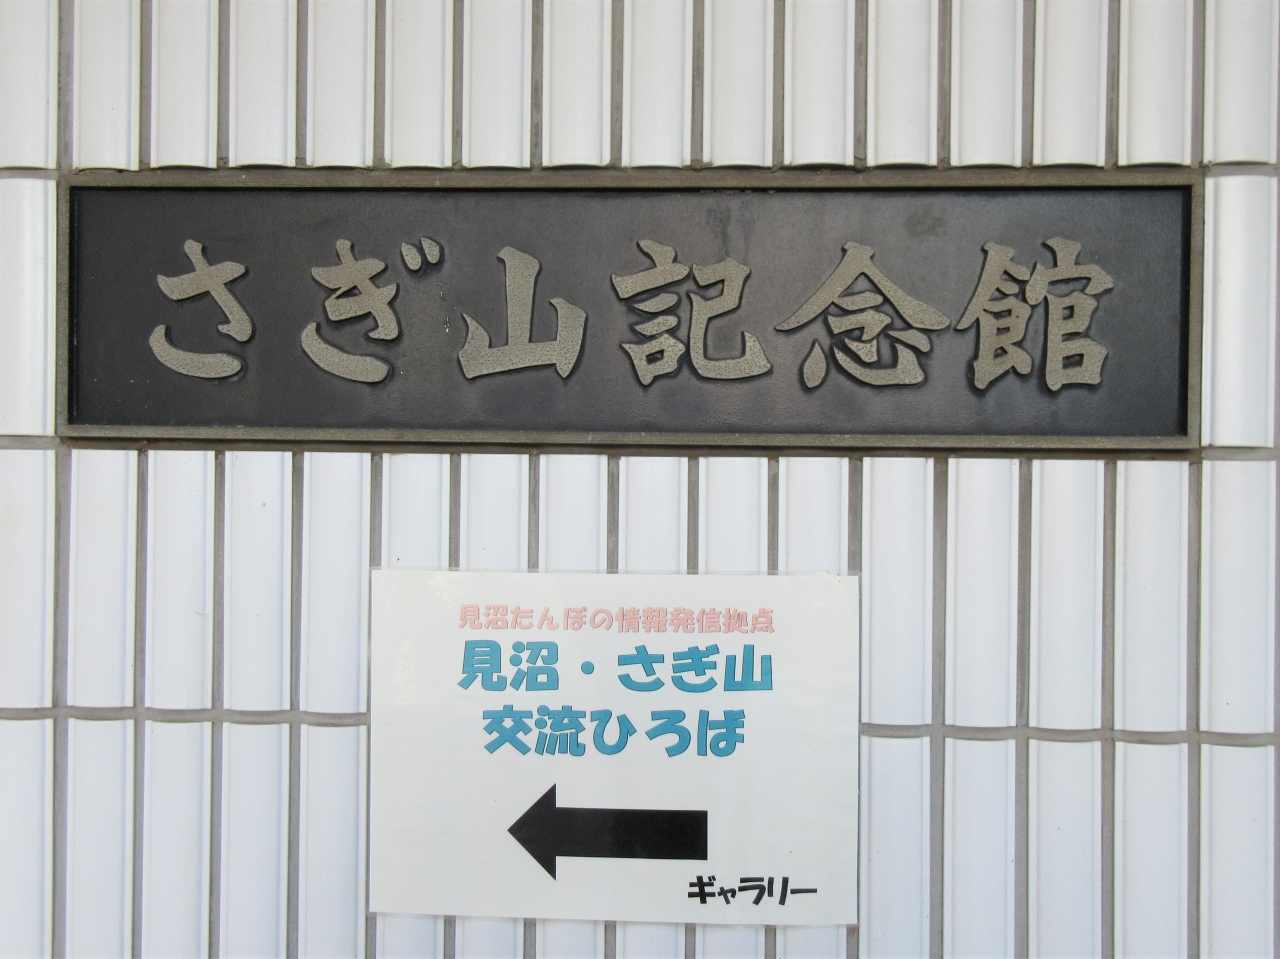 さぎ山記念館
見沼たんぼの情報発信拠点
見沼・さぎ山
交流ひろば
ギャラリー